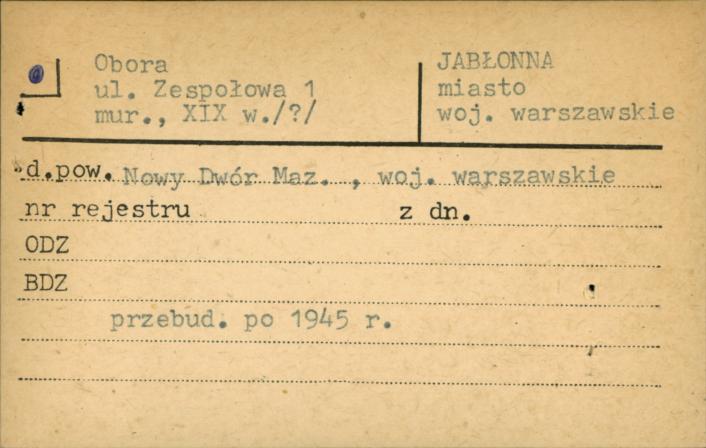 Obora
ul. Zespołowa 1
mur., XIX w./?/
JABŁONNA
miasto
woj. warszawskie
d.pow. Nowy Dwór Maz. , woj. warszawskie
nr rejestru z dn.
ODZ
BDZ
przebud. po 1945 r.